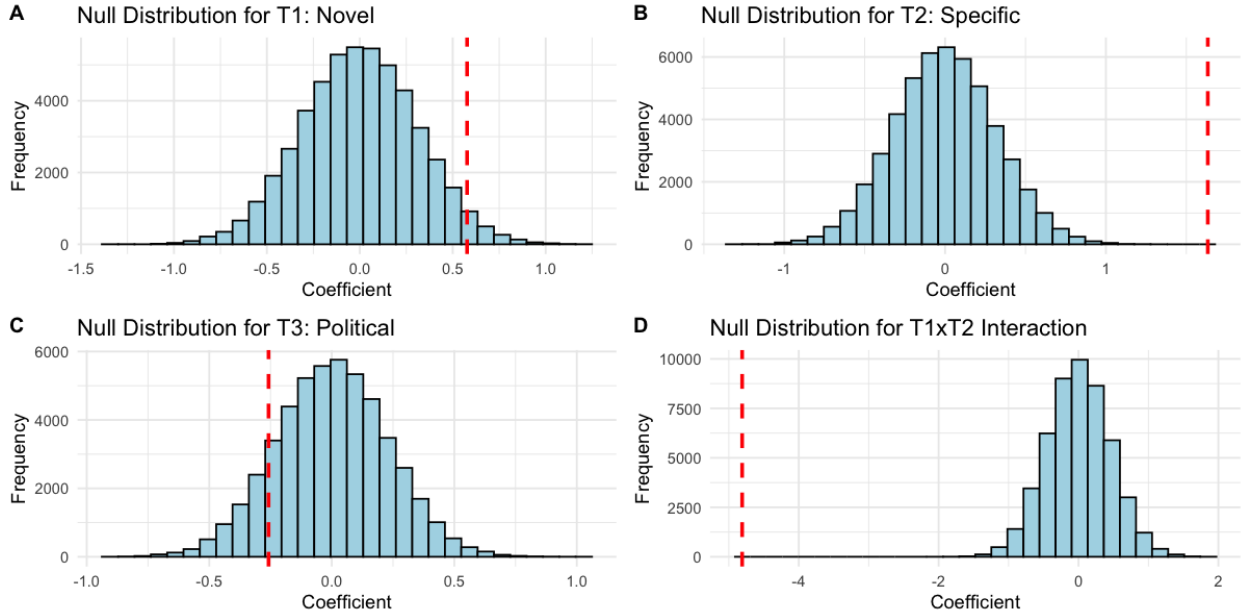 A
Null Distribution for T1: Novel
Frequency
4000
2000
0
-1.5 -1.0 -0.5 0.0 0.5 1.0
Coefficient
B
Null Distribution for T2: Specific
Frequency
6000
4000
2000
0
-1 0 1
Coefficient
C
Null Distribution for T3: Political
Frequency
6000
4000
2000
0
-1.0 -0.5 0.0 0.5 1.0
Coefficient
D
Null Distribution for T1xT2 Interaction
Frequency
10000
7500
5000
2500
0
-4 -2 0 2
Coefficient